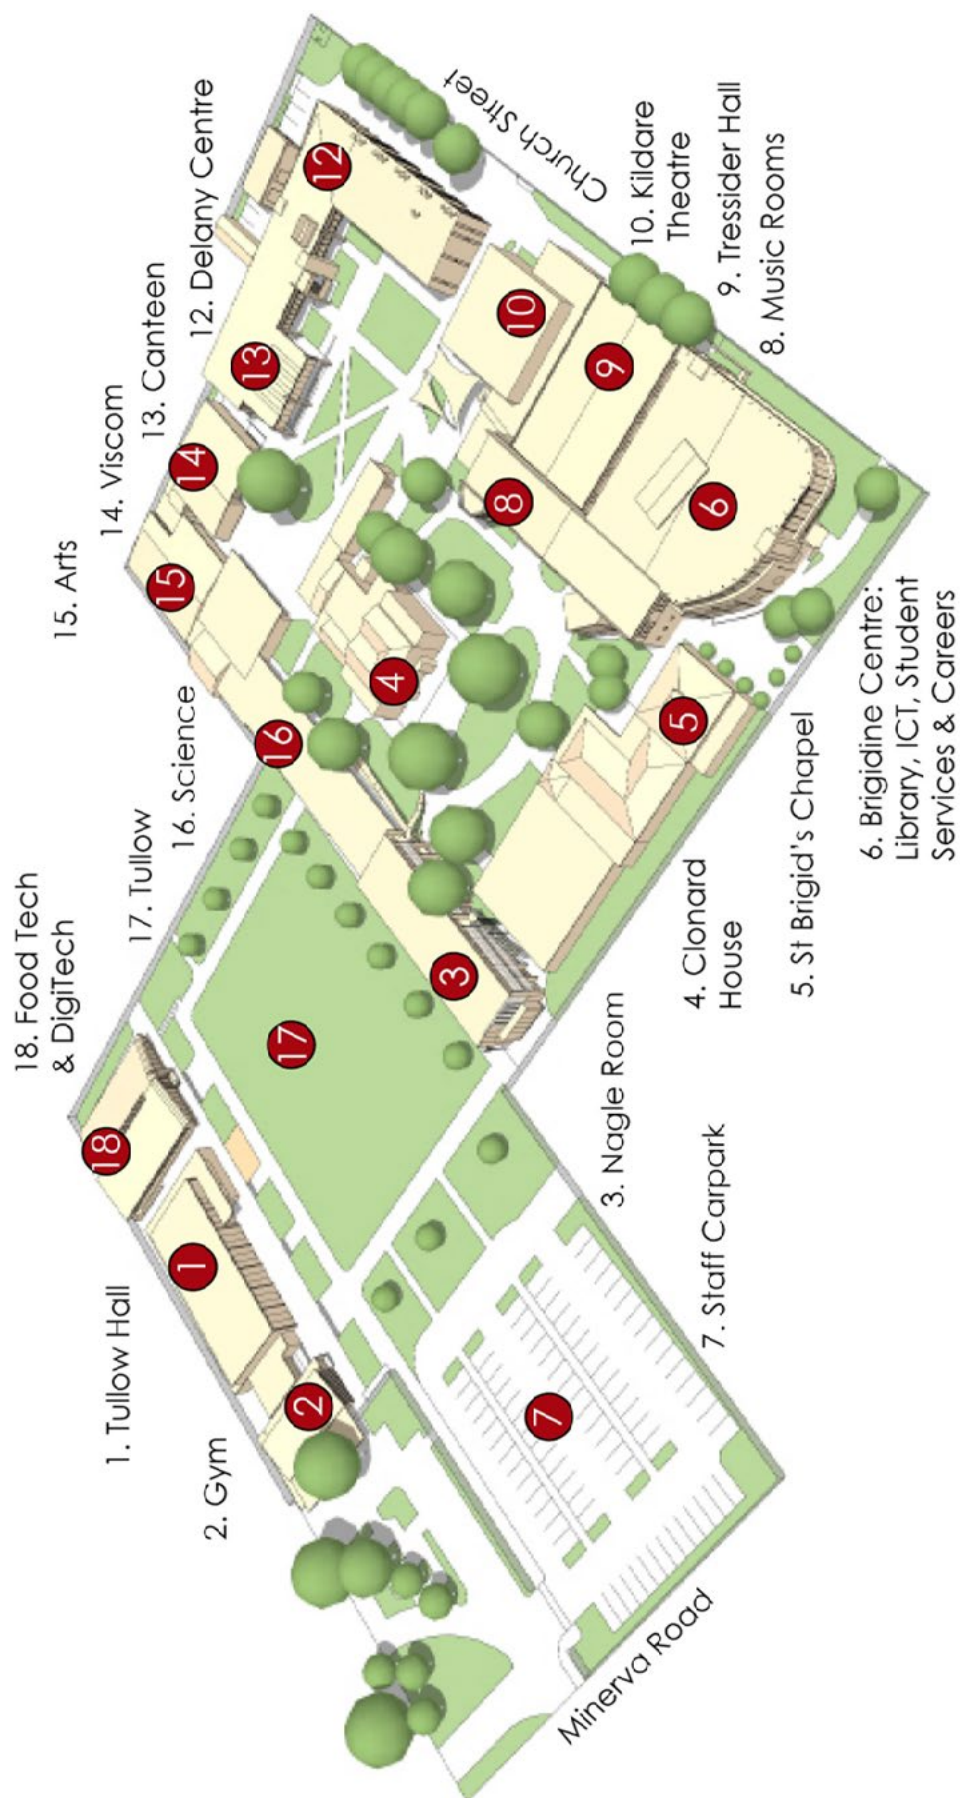 18. Food Tech
& DigiTech
17. Tullow
16. Science
15. Arts
14. Viscom
13. Canteen
12. Delany Centre
1. Tullow Hall
2. Gym
Church Street
10. Kildare
Theatre
9. Tressider Hall
8. Music Rooms
Minerva Road
7. Staff Carpark
3. Nagle Room
4. Clonard
House
5. St Brigid's Chapel
6. Brigidine Centre:
Library, ICT, Student
Services & Careers
18
1
2
17
7
3
16
15
14
13
12
4
5
8
6
9
10